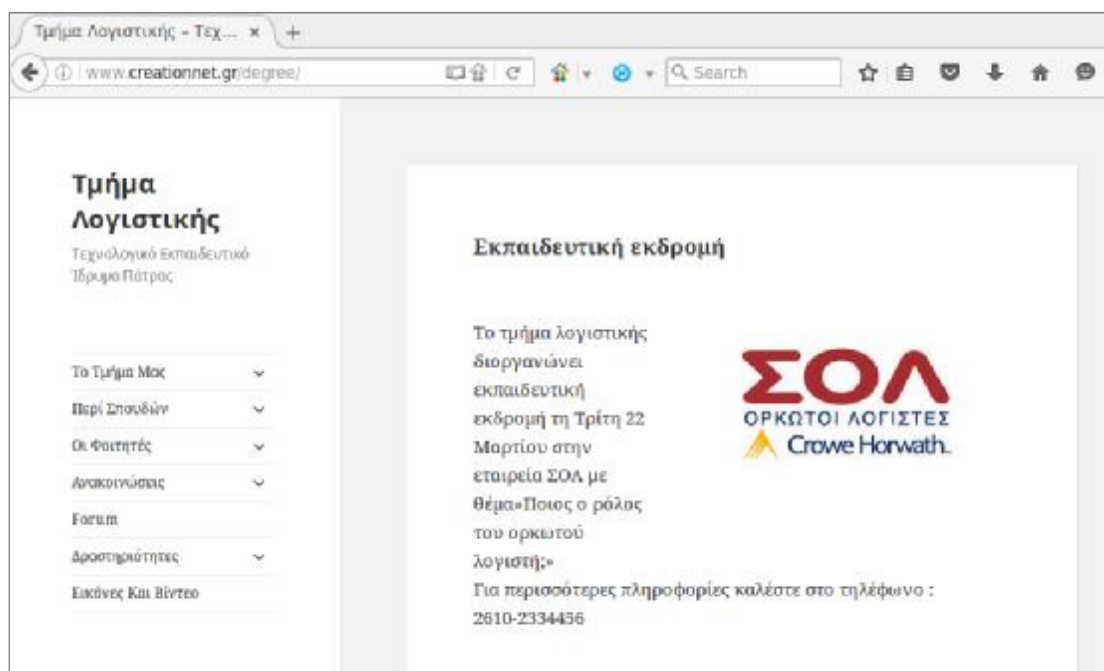 Τμήμα Λογιστικής – Τεχ...
www.creationnet.gr/degree/
Search
Τμήμα
Λογιστικής
Τεχνολογικό Εκπαιδευτικό
Ίδρυμα Πάτρας
Το Τμήμα Μας
Περί Σπουδών
Οι Φοιτητές
Ανακοινώσεις
Forum
Δραστηριότητες
Εικόνες Και Βίντεο
Εκπαιδευτική εκδρομή
Το τμήμα λογιστικής
διοργανώνει
εκπαιδευτική
εκδρομή τη Τρίτη 22
Μαρτίου στην
εταιρεία ΣΟΛ με
θέμα»Ποιος ο ρόλος
του ορκωτού
λογιστή;»
Για περισσότερες πληροφορίες καλέστε στο τηλέφωνο :
2610-2334456
ΣΟΛ
ΟΡΚΩΤΟΙ ΛΟΓΙΣΤΕΣ
Crowe Horwath